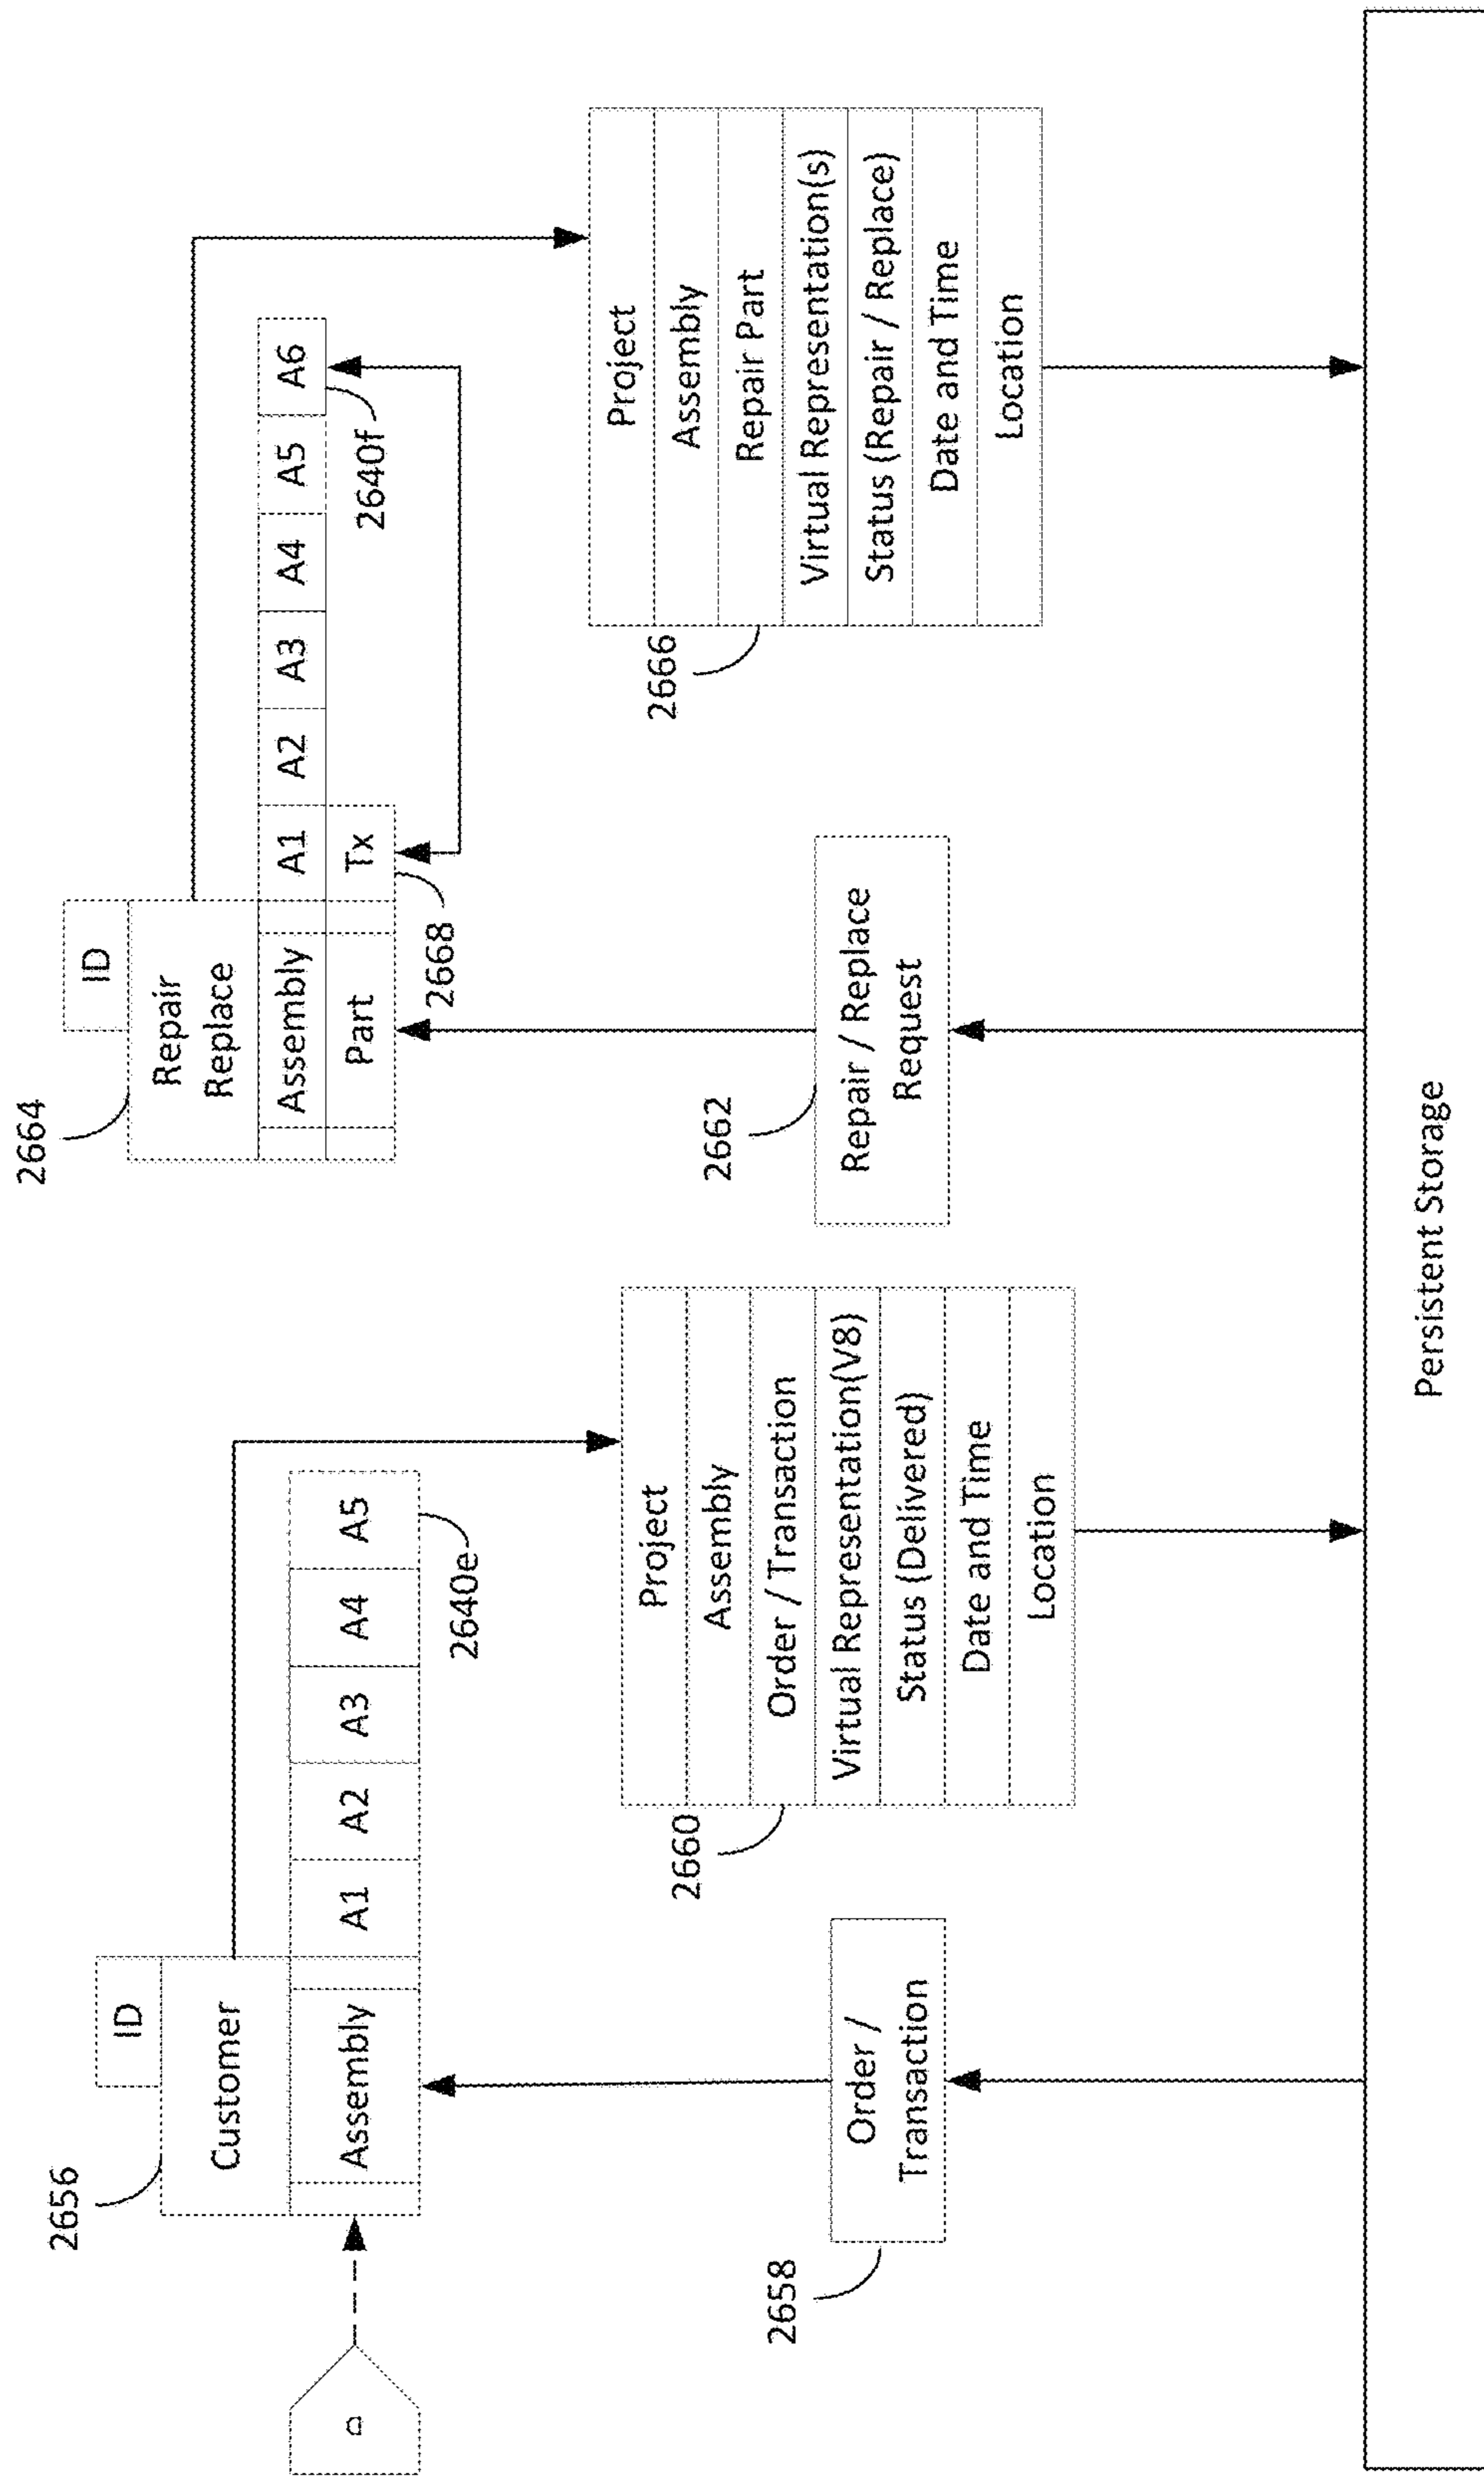 2656
ID
Customer
Assembly
A1
A2
A3
A4
A5
2640e
2658
Order /
Transaction
2660
Project
Assembly
Order / Transaction
Virtual Representation(V8)
Status (Delivered)
Date and Time
Location
2664
ID
Repair
Replace
Assembly
A1
A2
A3
A4
A5
A6
Part
Tx
2668
2640f
2662
Repair / Replace
Request
2666
Project
Assembly
Repair Part
Virtual Representation(s)
Status (Repair / Replace)
Date and Time
Location
Persistent Storage